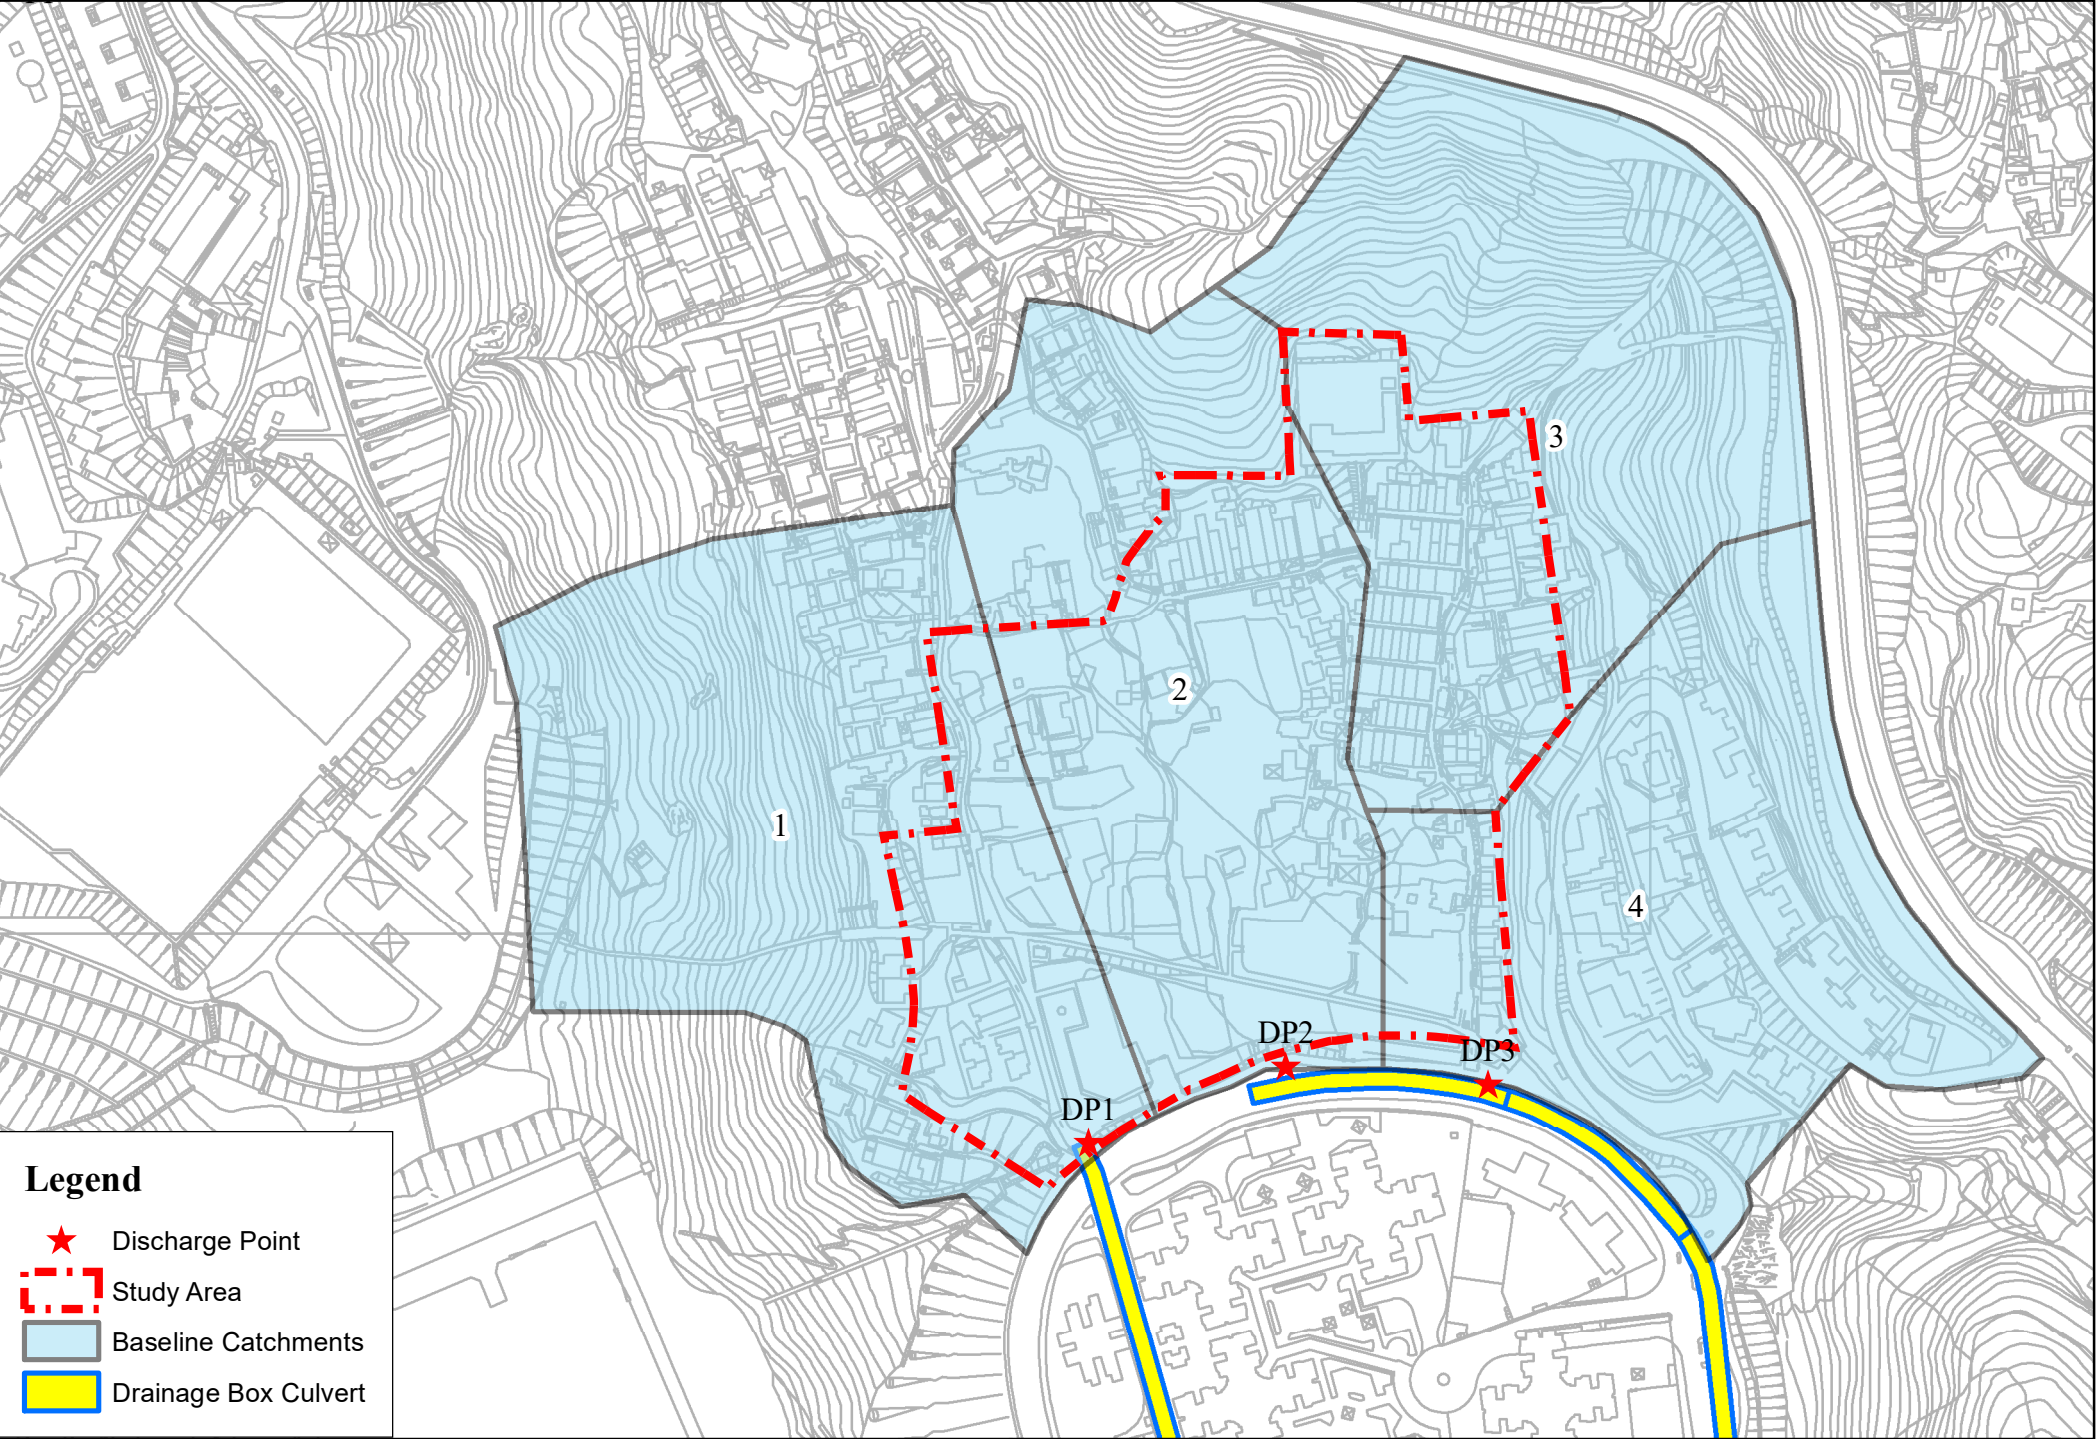 3
2
1
4
DP2
DP3
DP1
Legend
Discharge Point
Study Area
Baseline Catchments
Drainage Box Culvert